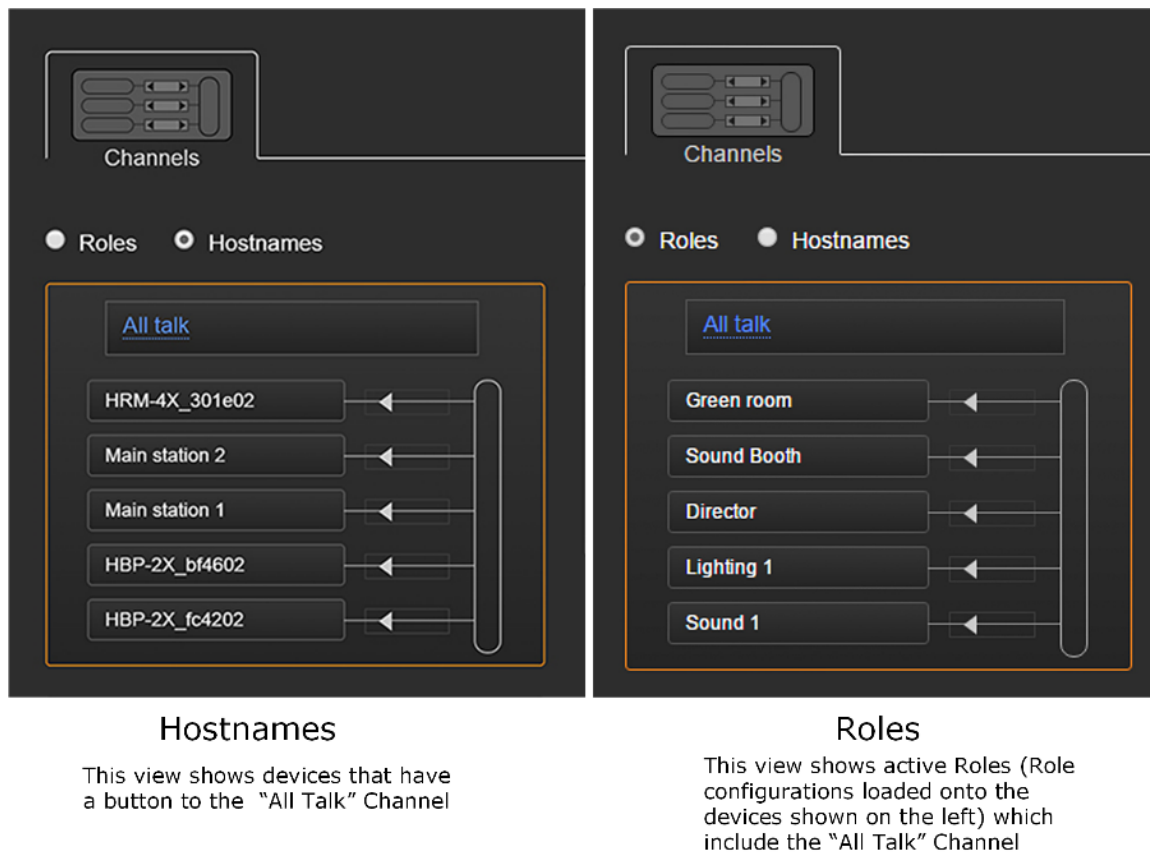 Channels
Roles Hostnames
All talk
HRM-4X_301e02
Main station 2
Main station 1
HBP-2X_bf4602
HBP-2X_fc4202
Hostnames
This view shows devices that have
a button to the “All Talk” Channel
Channels
Roles Hostnames
All talk
Green room
Sound Booth
Director
Lighting 1
Sound 1
Roles
This view shows active Roles (Role
configurations loaded onto the
devices shown on the left) which
include the “All Talk” Channel